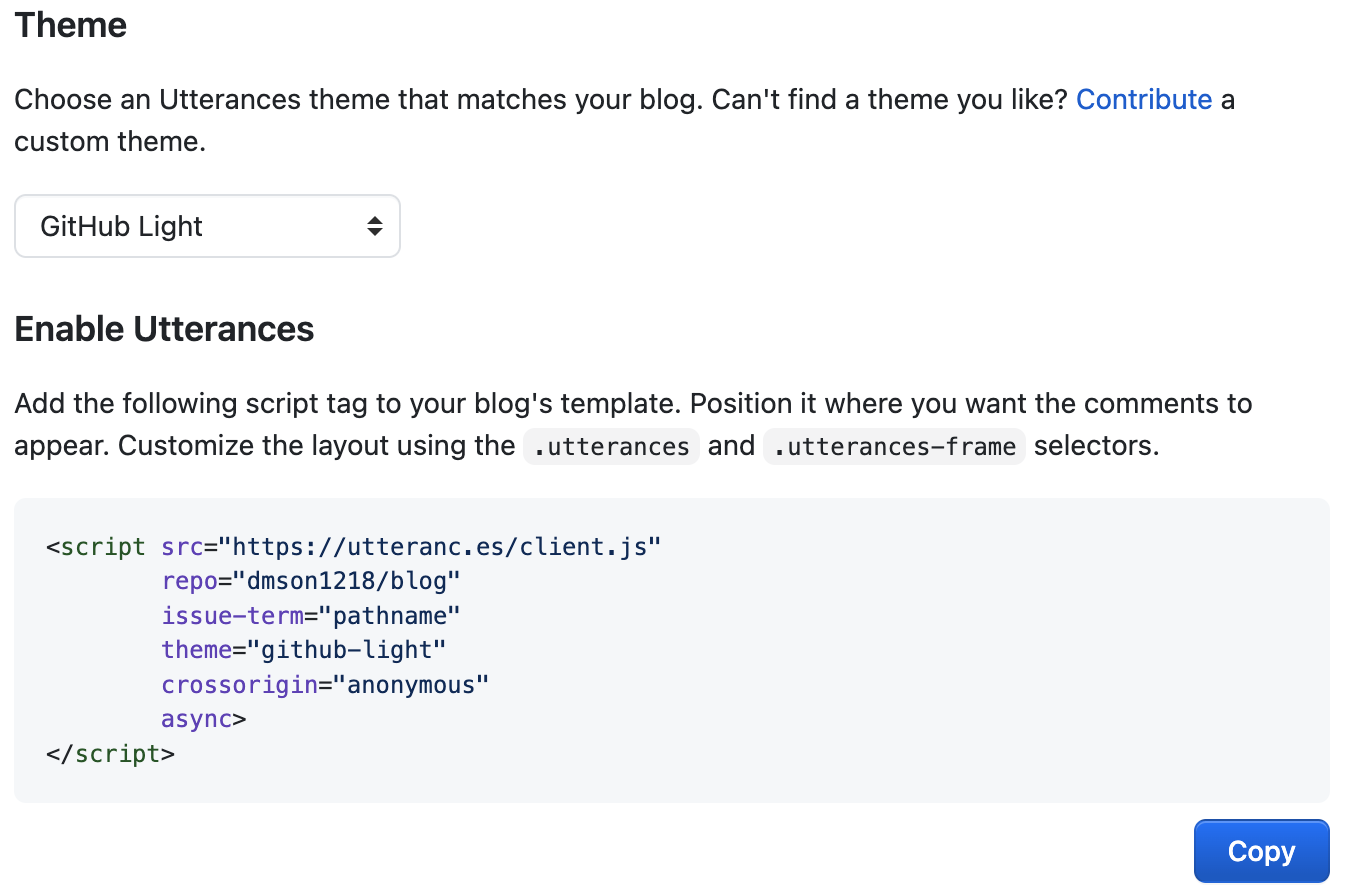 Theme
Choose an Utterances theme that matches your blog. Can't find a theme you like? Contribute a
custom theme.
GitHub Light
Enable Utterances
Add the following script tag to your blog's template. Position it where you want the comments to
appear. Customize the layout using the .utterances and .utterances-frame selectors.
<script src="https://utteranc.es/client.js"
        repo="dmson1218/blog"
        issue-term="pathname"
        theme="github-light"
        crossorigin="anonymous"
        async>
</script>
Copy